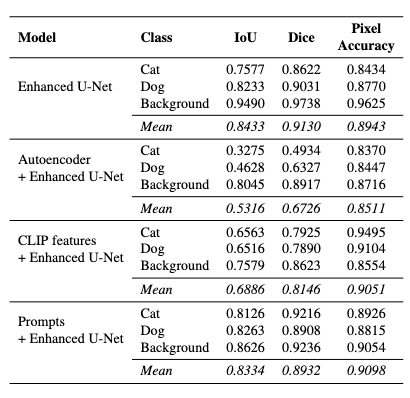 Model Class IoU Dice Pixel Accuracy
Enhanced U-Net Cat 0.7577 0.8622 0.8434
Dog 0.8233 0.9031 0.8770
Background 0.9490 0.9738 0.9625
Mean 0.8433 0.9130 0.8943
Autoencoder + Enhanced U-Net Cat 0.3275 0.4934 0.8370
Dog 0.4628 0.6327 0.8447
Background 0.8045 0.8917 0.8716
Mean 0.5316 0.6726 0.8511
CLIP features + Enhanced U-Net Cat 0.6563 0.7925 0.9495
Dog 0.6516 0.7890 0.9104
Background 0.7579 0.8623 0.8554
Mean 0.6886 0.8146 0.9051
Prompts + Enhanced U-Net Cat 0.8126 0.9216 0.8926
Dog 0.8263 0.8908 0.8815
Background 0.8626 0.9236 0.9054
Mean 0.8334 0.8932 0.9098